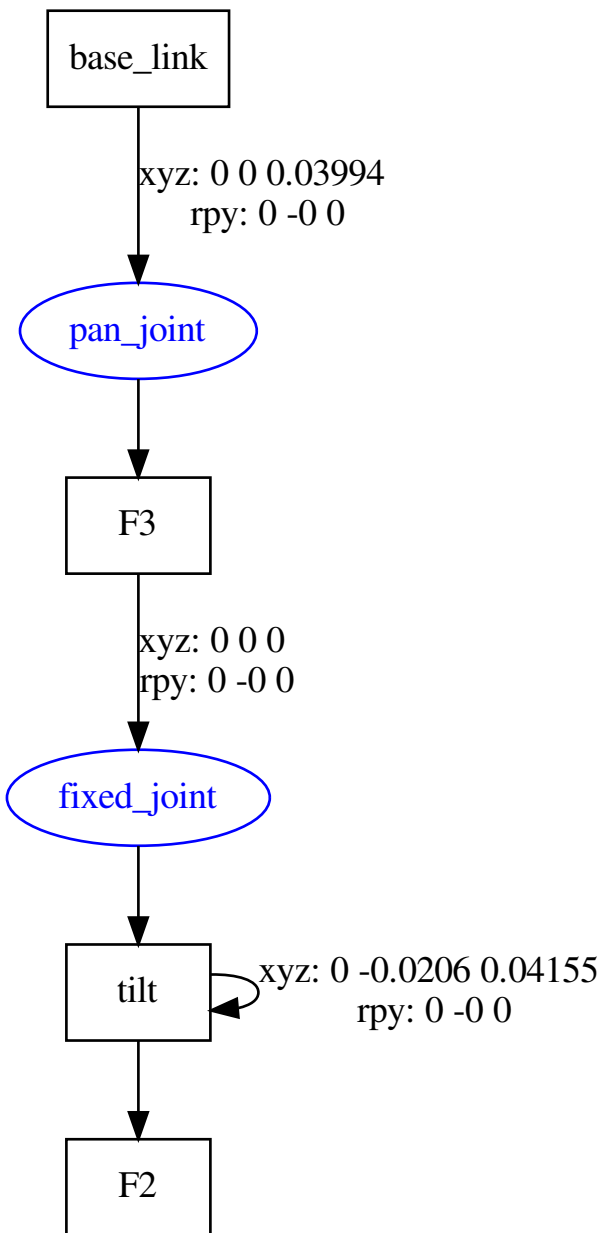 base_link
xyz: 0 0 0.03994
rpy: 0 -0 0
pan_joint
F3
xyz: 0 0 0
rpy: 0 -0 0
fixed_joint
tilt
xyz: 0 -0.0206 0.04155
rpy: 0 -0 0
F2